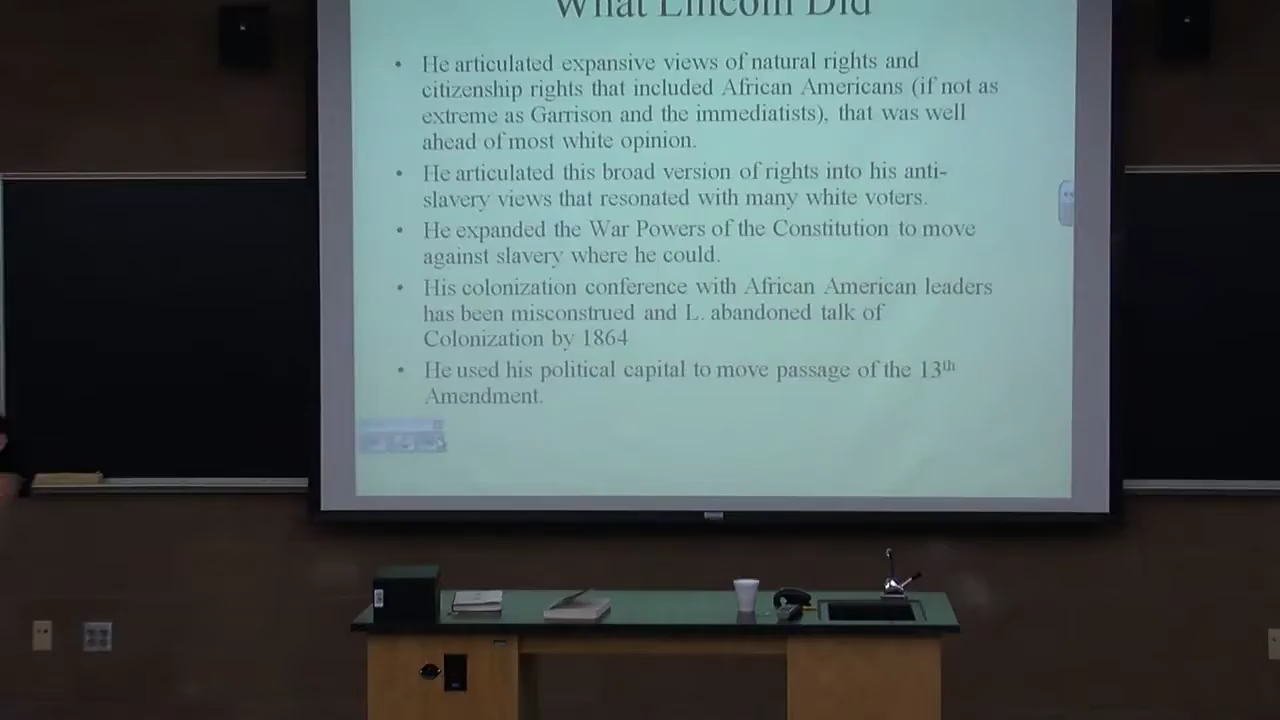 What Lincoln Did
• He articulated expansive views of natural rights and
citizenship rights that included African Americans (if not as
extreme as Garrison and the immediatists), that was well
ahead of most white opinion.
• He articulated this broad version of rights into his anti-
slavery views that resonated with many white voters.
• He expanded the War Powers of the Constitution to move
against slavery where he could.
• His colonization conference with African American leaders
has been misconstrued and L. abandoned talk of
Colonization by 1864
• He used his political capital to move passage of the 13th
Amendment.